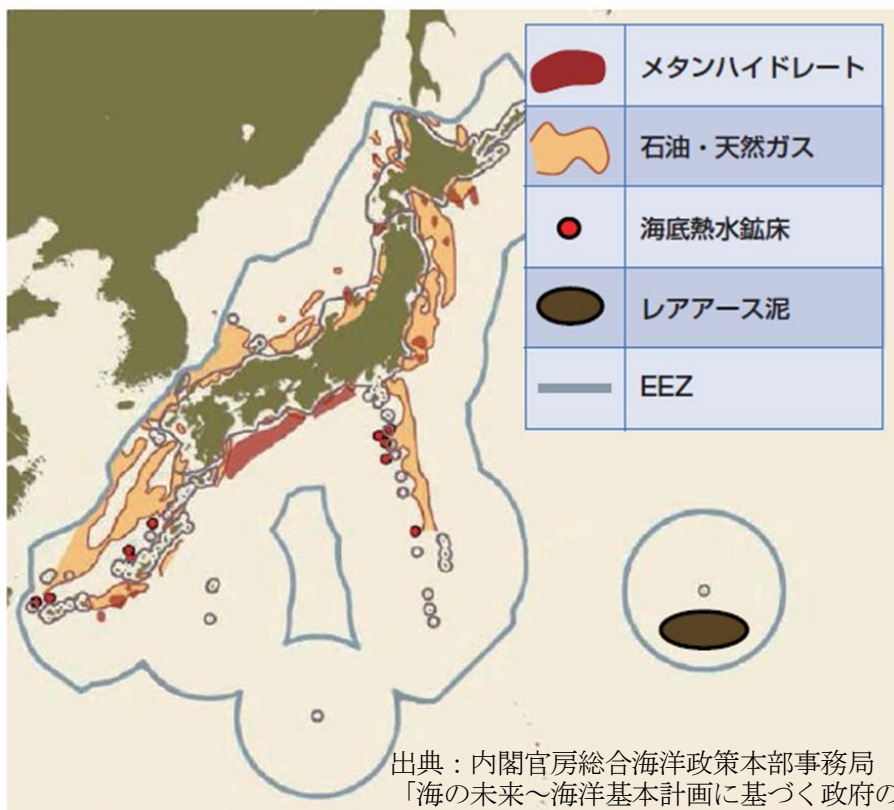 メタンハイドレート
石油・天然ガス
海底熱水鉱床
レアアース泥
EEZ
出典：内閣官房総合海洋政策本部事務局
「海の未来～海洋基本計画に基づく政府の